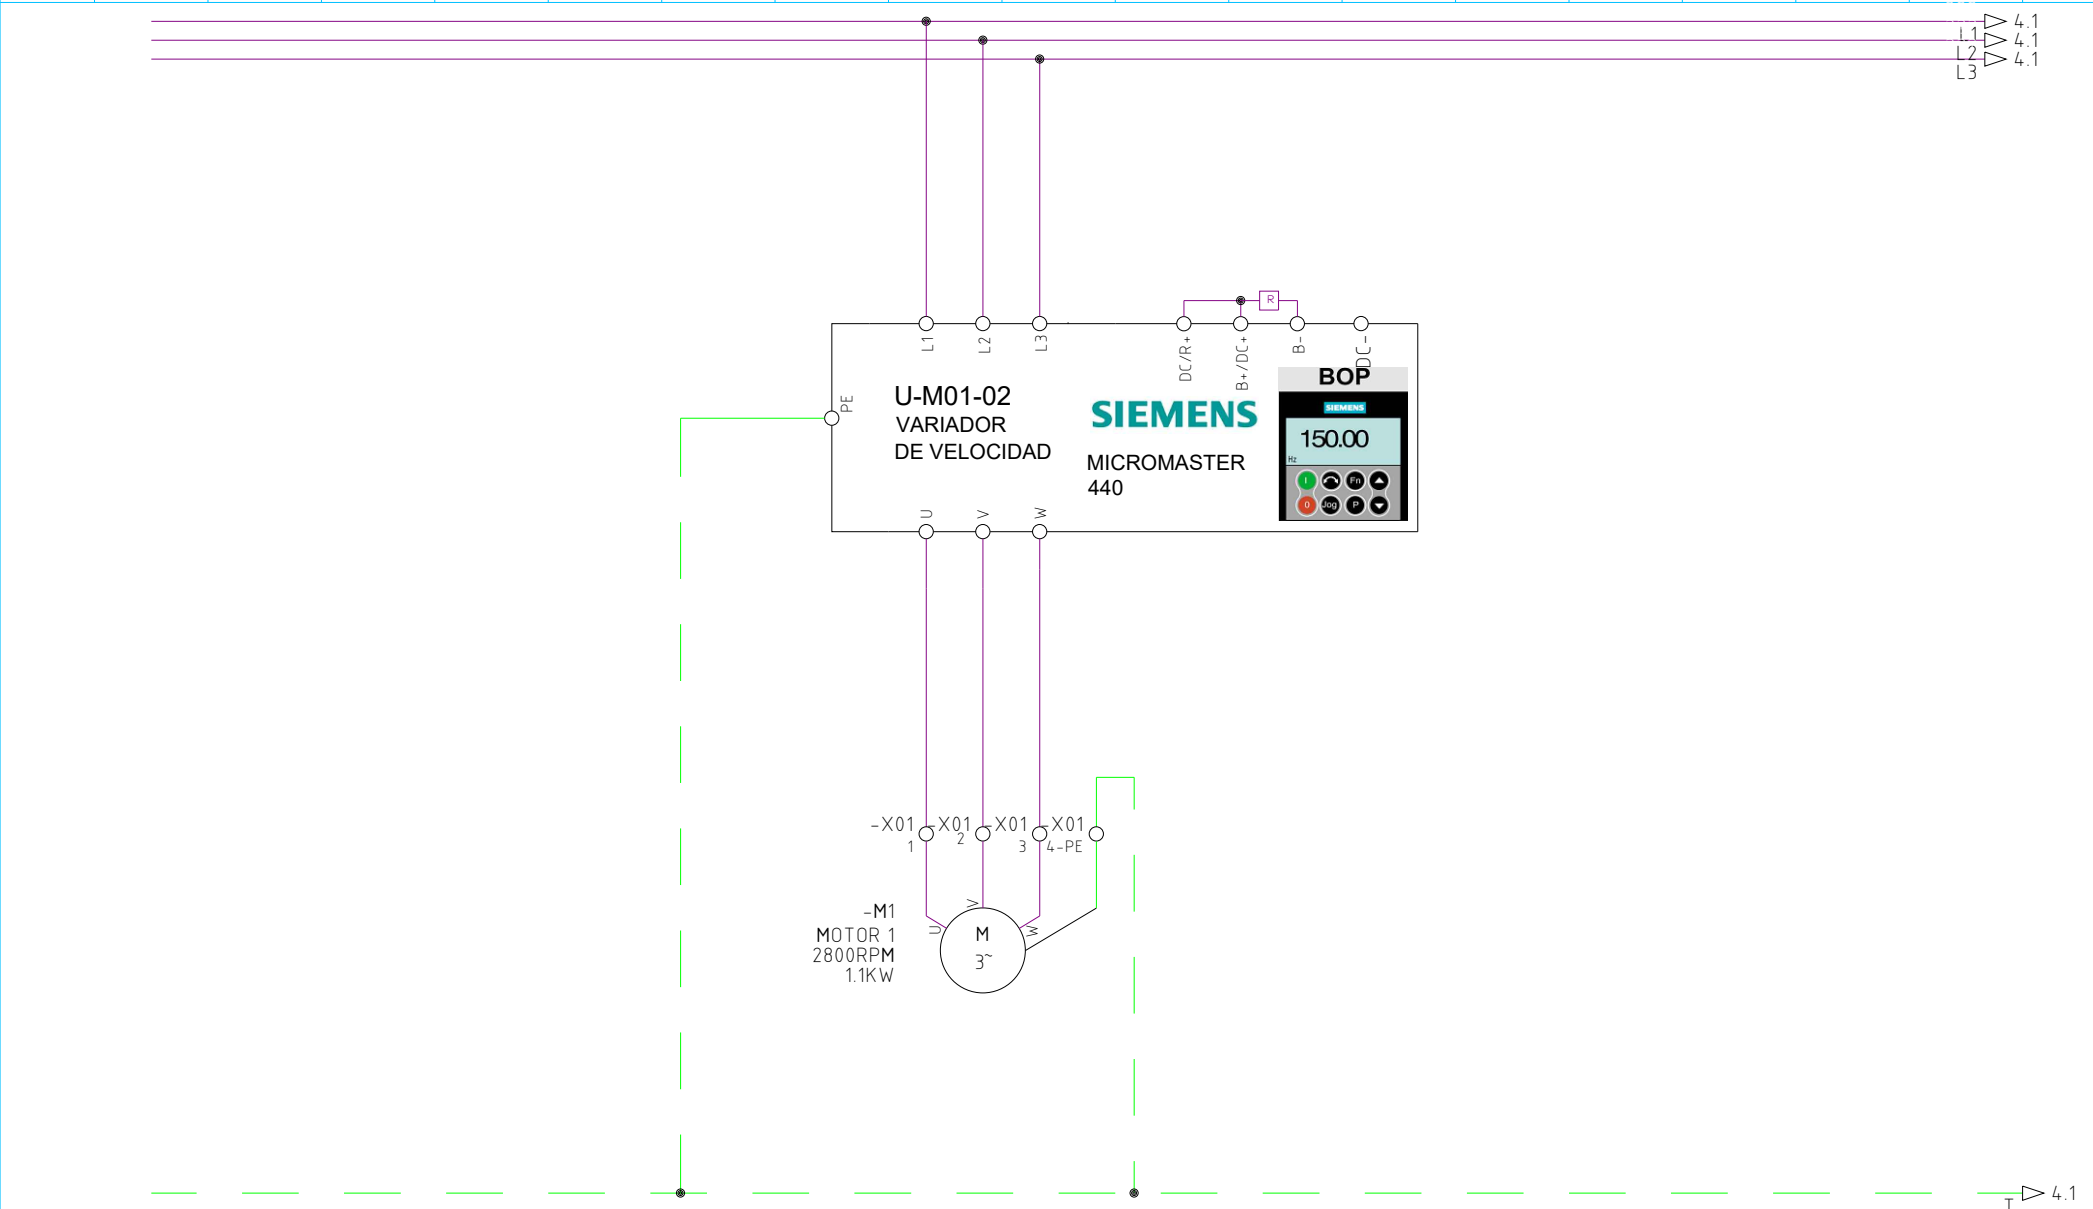 4.1
L1
4.1
L2
4.1
L3
R
L1
L2
L3
DC/R+
B+/DC+
B-
DC-
PE
U-M01-02
VARIADOR
DE VELOCIDAD
SIEMENS
MICROMASTER
440
BOP
SIEMENS
150.00
Hz
I
Fn
0
Jog
P
U
V
W
-X01
1
-X01
2
-X01
3
-X01
4-PE
-M1
MOTOR 1
2800RPM
1.1KW
U
V
W
M
3~
T
4.1